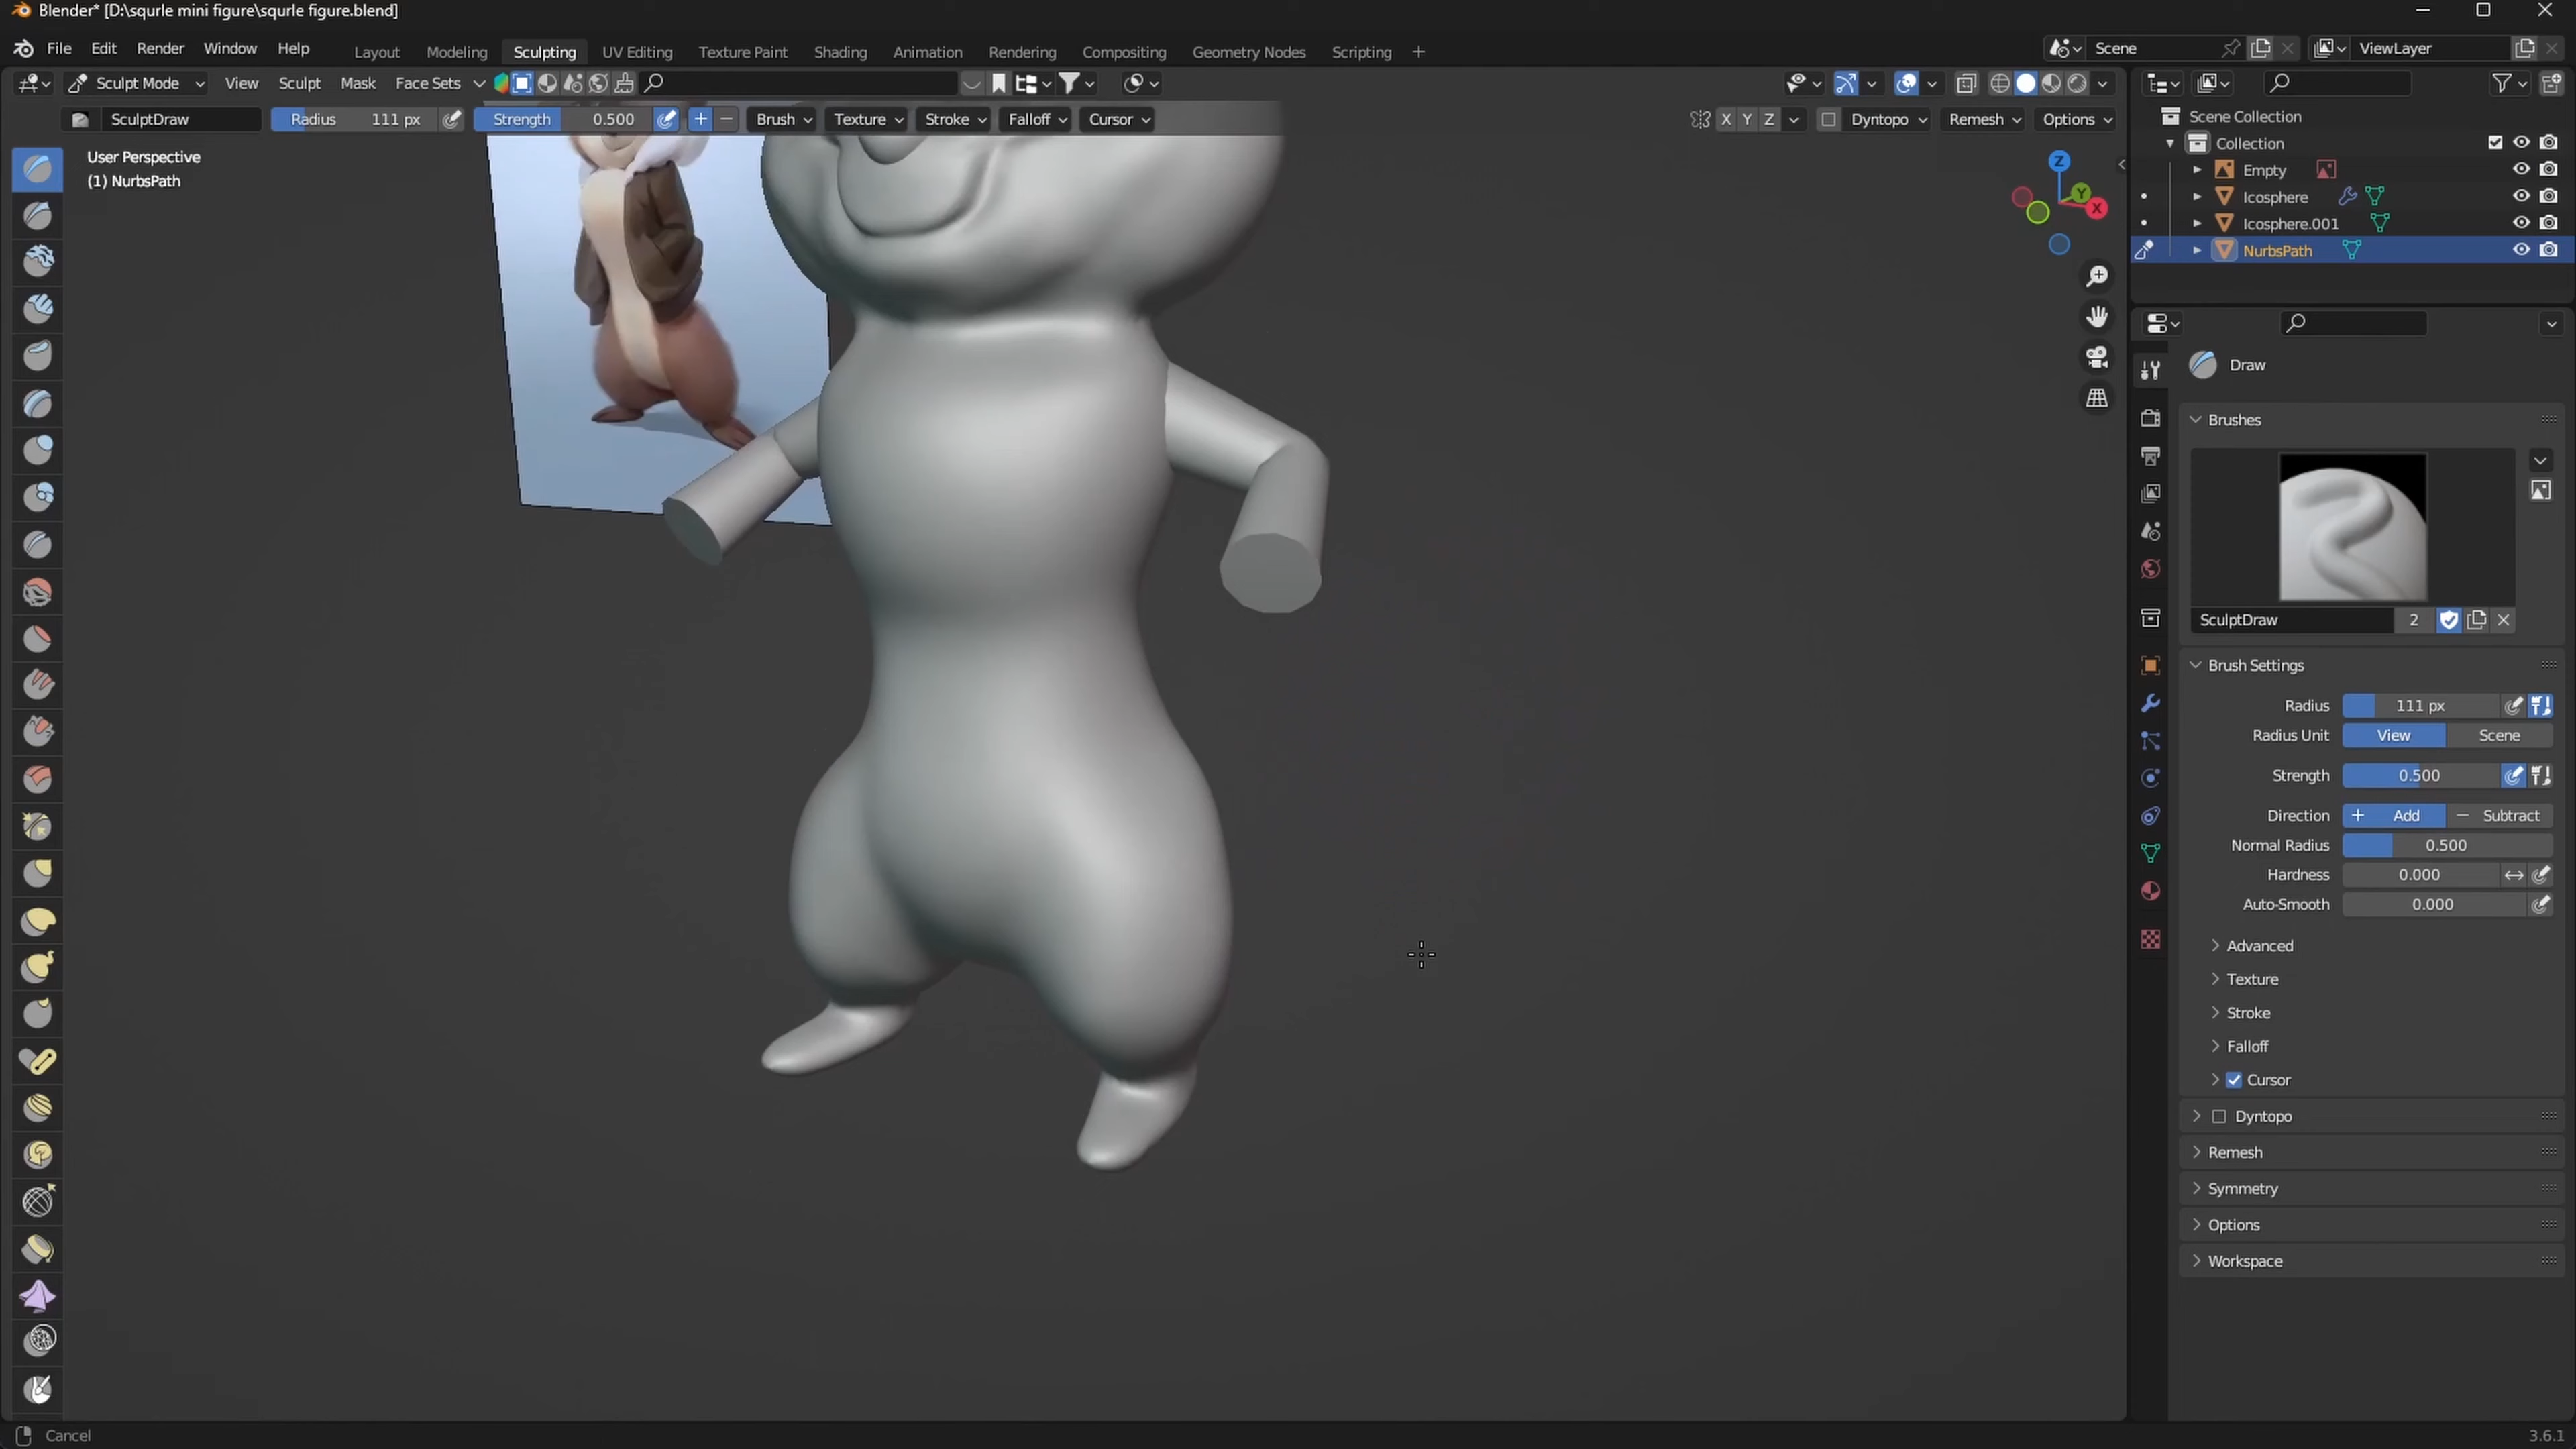 Blender* [D:\squrle mini figure\squrle figure.blend]
File Edit Render Window Help Layout Modeling Sculpting UV Editing Texture Paint Shading Animation Rendering Compositing Geometry Nodes Scripting + Scene ViewLayer
Sculpt Mode View Sculpt Mask Face Sets
SculptDraw Radius 111 px Strength 0.500 + − Brush Texture Stroke Falloff Cursor X Y Z Dyntopo Remesh Options
User Perspective
(1) NurbsPath
Z
Y
X
Scene Collection
Collection
Empty
Icosphere
Icosphere.001
NurbsPath
Draw
Brushes
SculptDraw 2
Brush Settings
Radius 111 px
Radius Unit View Scene
Strength 0.500
Direction + Add − Subtract
Normal Radius 0.500
Hardness 0.000
Auto-Smooth 0.000
Advanced
Texture
Stroke
Falloff
Cursor
Dyntopo
Remesh
Symmetry
Options
Workspace
Cancel 3.6.1